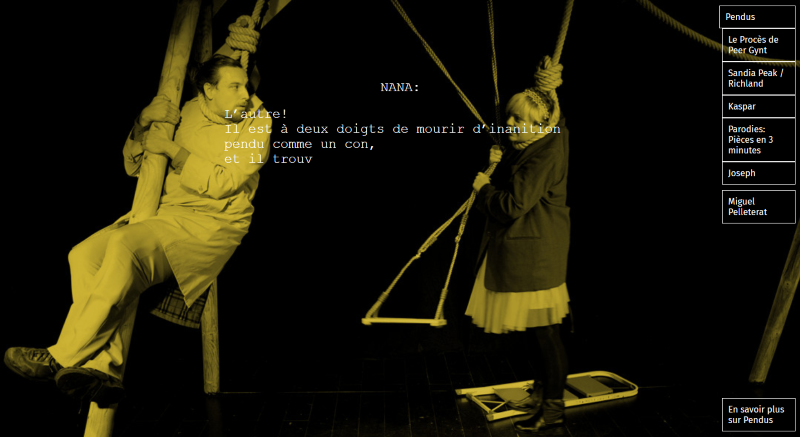 NANA:
L'autre!
Il est à deux doigts de mourir d'inanition
pendu comme un con,
et il trouv
Pendus
Le Procès de
Peer Gynt
Sandia Peak /
Richland
Kaspar
Parodies:
Pièces en 3
minutes
Joseph
Miguel
Pelleterat
En savoir plus
sur Pendus